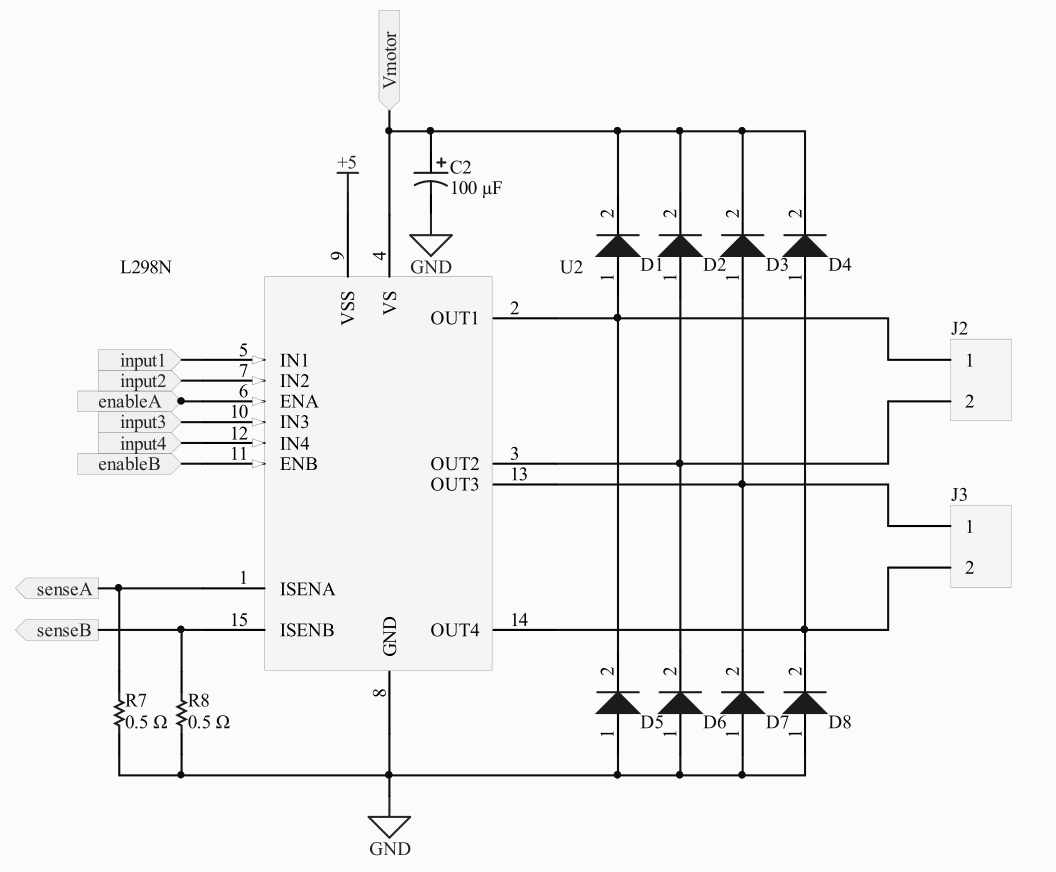 Vmotor
+5
+
C2
100 µF
2 2 2 2
9
4
L298N
GND
U2
D1 D2 D3 D4
1 1 1 1
VSS
VS
OUT1
2
J2
input1 5 IN1
1
input2 7 IN2
enableA 6 ENA
2
input3 10 IN3
input4 12 IN4
enableB 11 ENB
OUT2 3
OUT3 13
J3
1
2
senseA 1 ISENA
senseB 15 ISENB
GND
OUT4 14
2 2 2 2
8
R7
0.5 Ω
R8
0.5 Ω
D5 D6 D7 D8
1 1 1 1
GND